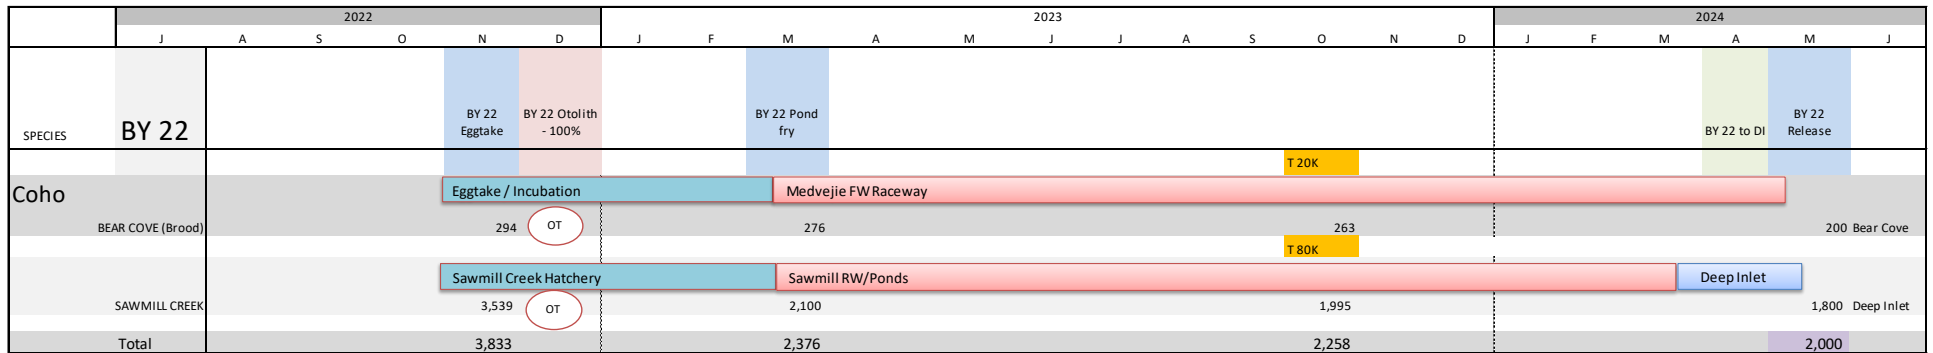 2022 2023 2024
J A S O N D J F M A M J J A S O N D J F M A M J
SPECIES BY 22 BY 22 Eggtake BY 22 Otolith - 100% BY 22 Pond fry BY 22 to DI BY 22 Release
T 20K
Coho Eggtake / Incubation Medvejie FW Raceway
BEAR COVE (Brood) 294 OT 276 263 200 Bear Cove
T 80K
Sawmill Creek Hatchery Sawmill RW/Ponds Deep Inlet
SAWMILL CREEK 3,539 OT 2,100 1,995 1,800 Deep Inlet
Total 3,833 2,376 2,258 2,000